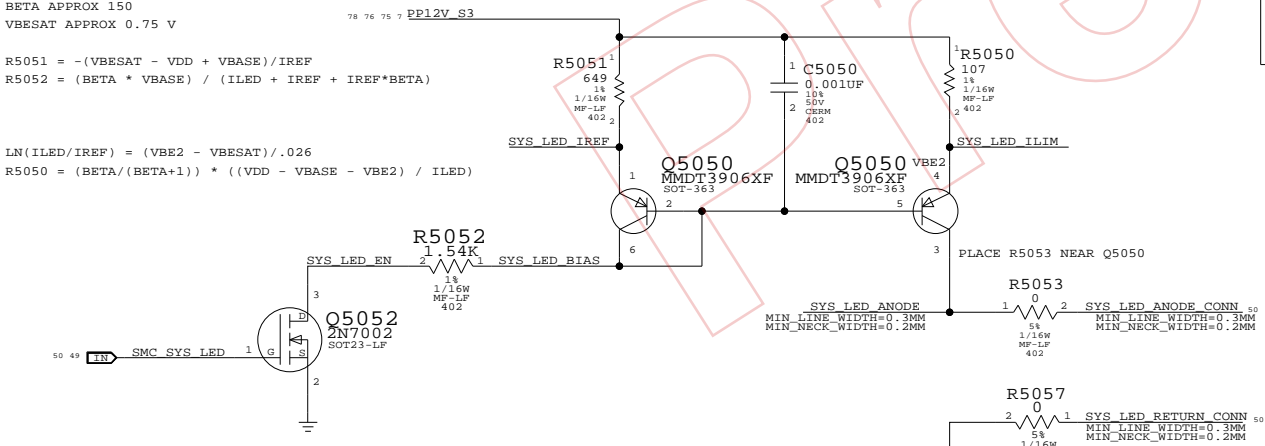 BETA APPROX 150
VBESAT APPROX 0.75 V
R5051 = -(VBESAT - VDD + VBASE)/IREF
R5052 = (BETA * VBASE) / (ILED + IREF + IREF*BETA)
LN(ILED/IREF) = (VBE2 - VBESAT)/.026
R5050 = (BETA/(BETA+1)) * ((VDD - VBASE - VBE2) / ILED)
78 76 75 7 PP12V_S3
1
R5051
649
1%
1/16W
MF-LF
402
2
1
C5050
0.001UF
10%
50V
CERM
402
2
1
R5050
107
1%
1/16W
MF-LF
402
2
SYS_LED_IREF
SYS_LED_ILIM
Q5050
MMDT3906XF
SOT-363
1
2
6
Q5050
MMDT3906XF
SOT-363
VBE2
4
5
3
PLACE R5053 NEAR Q5050
R5052
1.54K
SYS_LED_EN 2 1 SYS_LED_BIAS
1%
1/16W
MF-LF
402
3
D
Q5052
2N7002
SOT23-LF
50 49 IN SMC_SYS_LED 1 G S
2
R5053
0
SYS_LED_ANODE 1 2 SYS_LED_ANODE_CONN 50
MIN_LINE_WIDTH=0.3MM
MIN_NECK_WIDTH=0.2MM
5%
1/16W
MF-LF
402
MIN_LINE_WIDTH=0.3MM
MIN_NECK_WIDTH=0.2MM
R5057
0
2 1 SYS_LED_RETURN_CONN 50
5%
1/16W
MIN_LINE_WIDTH=0.3MM
MIN_NECK_WIDTH=0.2MM
Pre